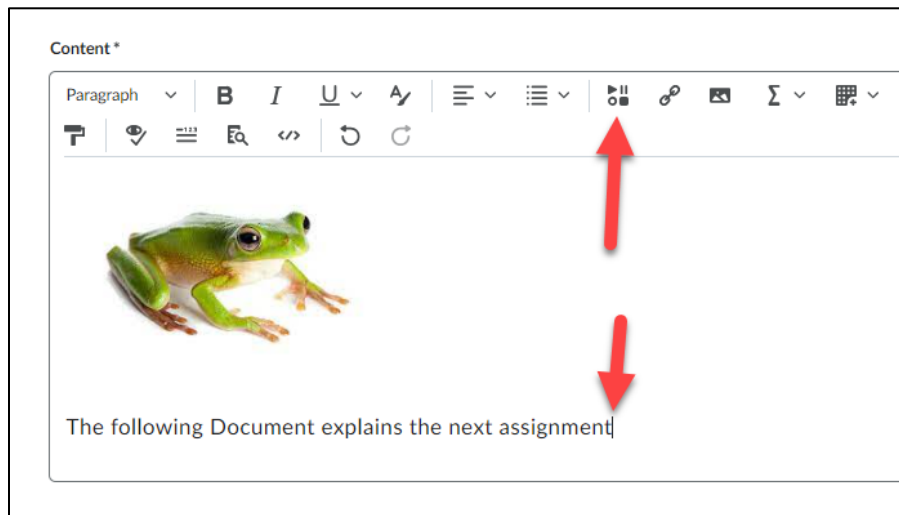 Content *
Paragraph
The following Document explains the next assignment